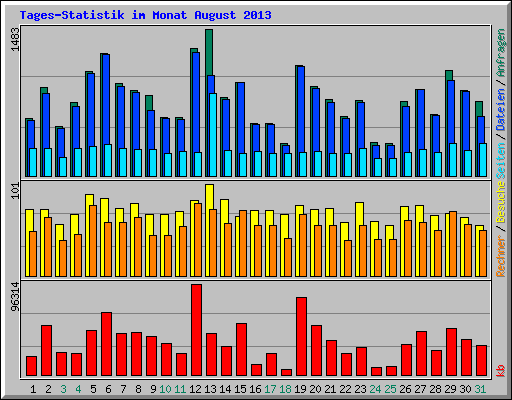 Tages-Statistik im Monat August 2013
1483
101
96314
Rechner / Besuche Seiten / Dateien / Anfragen
kb
1 2 3 4 5 6 7 8 9 10 11 12 13 14 15 16 17 18 19 20 21 22 23 24 25 26 27 28 29 30 31